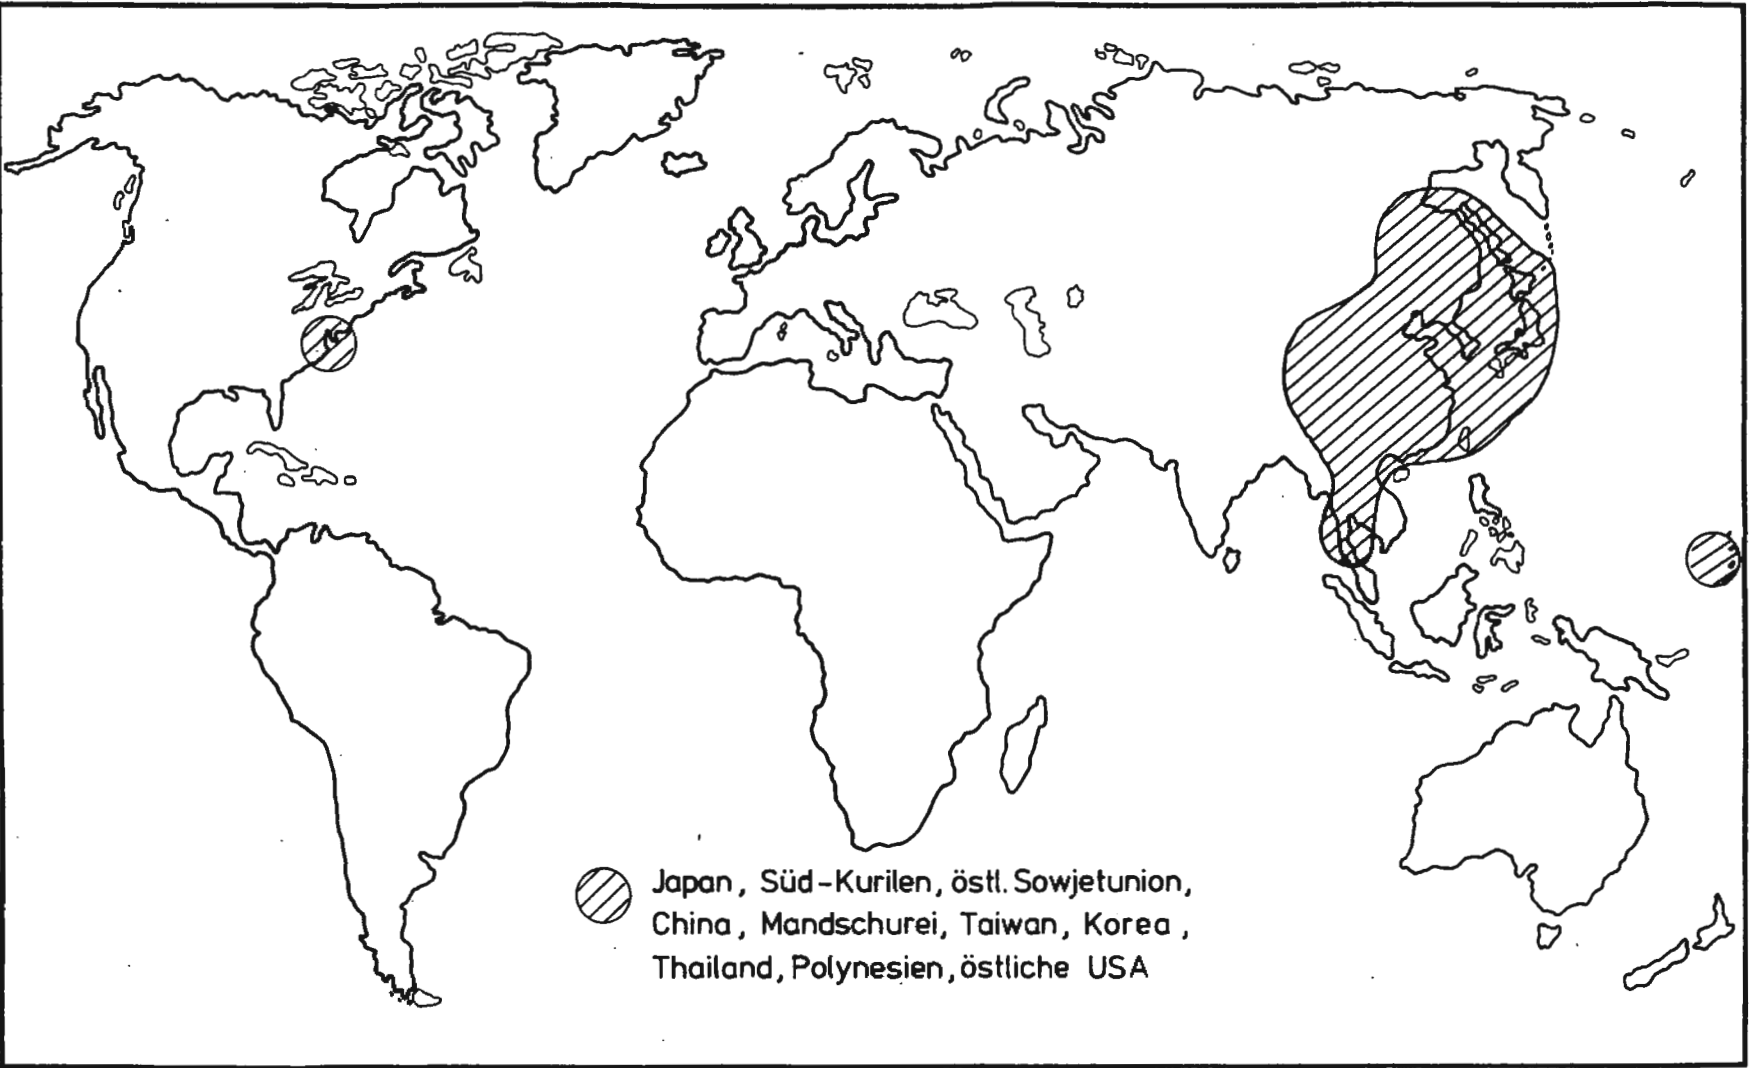 Japan, Süd-Kurilen, östl. Sowjetunion,
China, Mandschurei, Taiwan, Korea,
Thailand, Polynesien, östliche USA